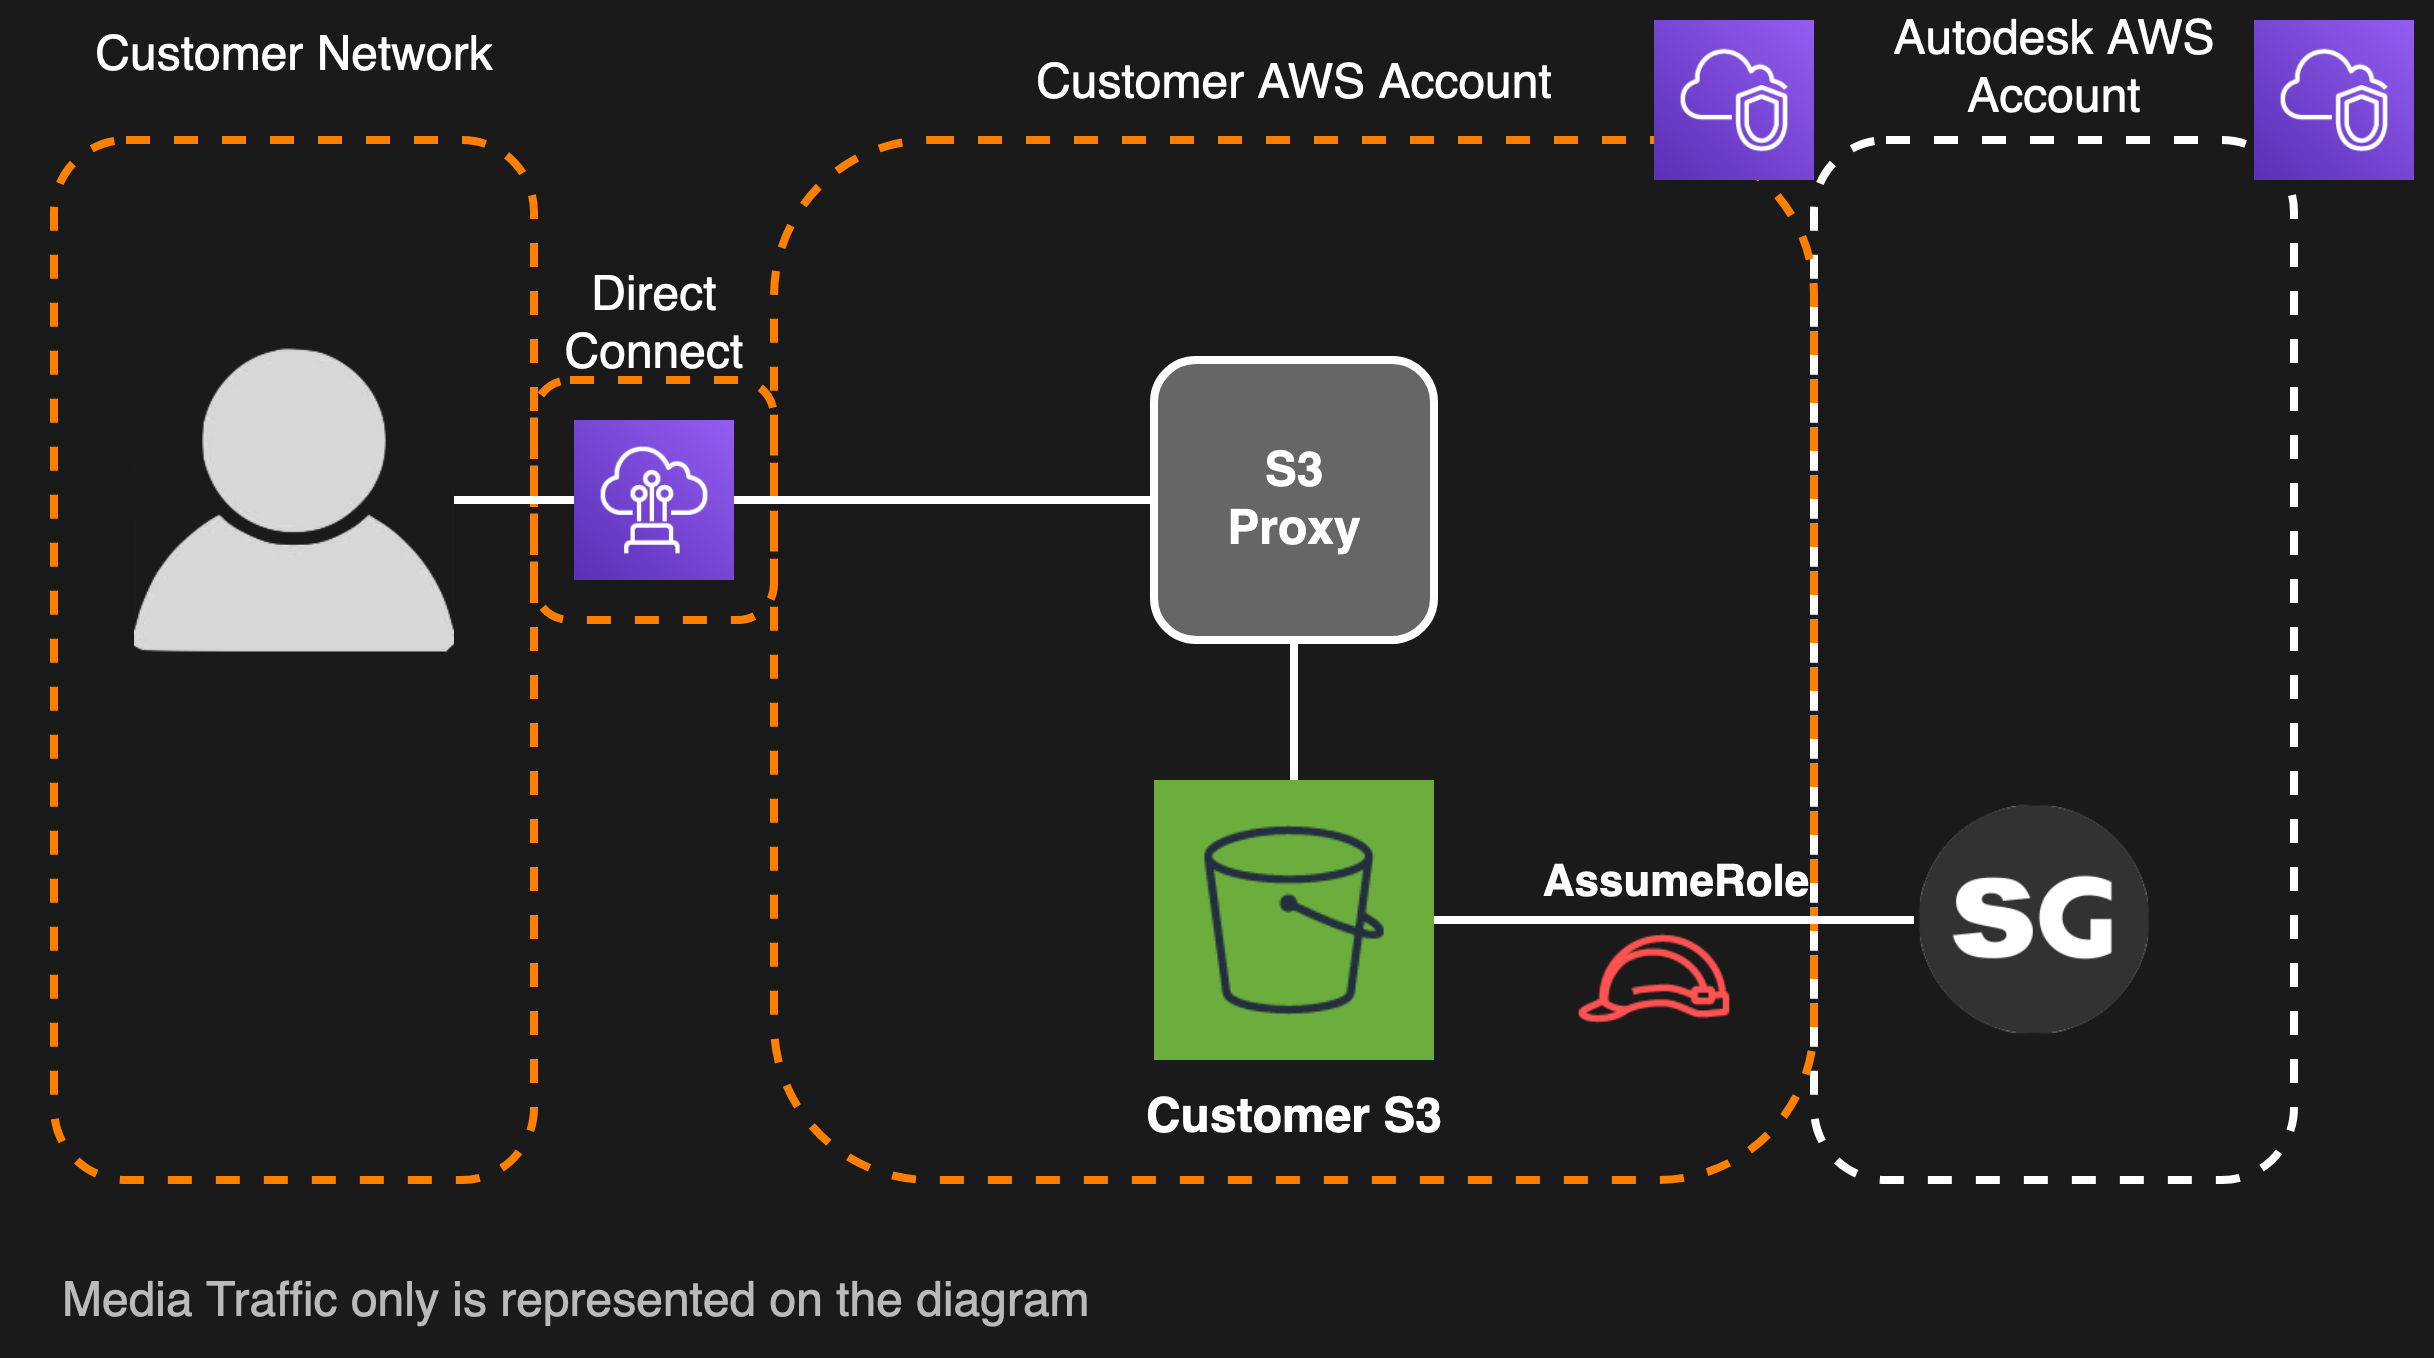 Customer Network
Customer AWS Account
Autodesk AWS
Account
Direct
Connect
S3
Proxy
AssumeRole
SG
Customer S3
Media Traffic only is represented on the diagram